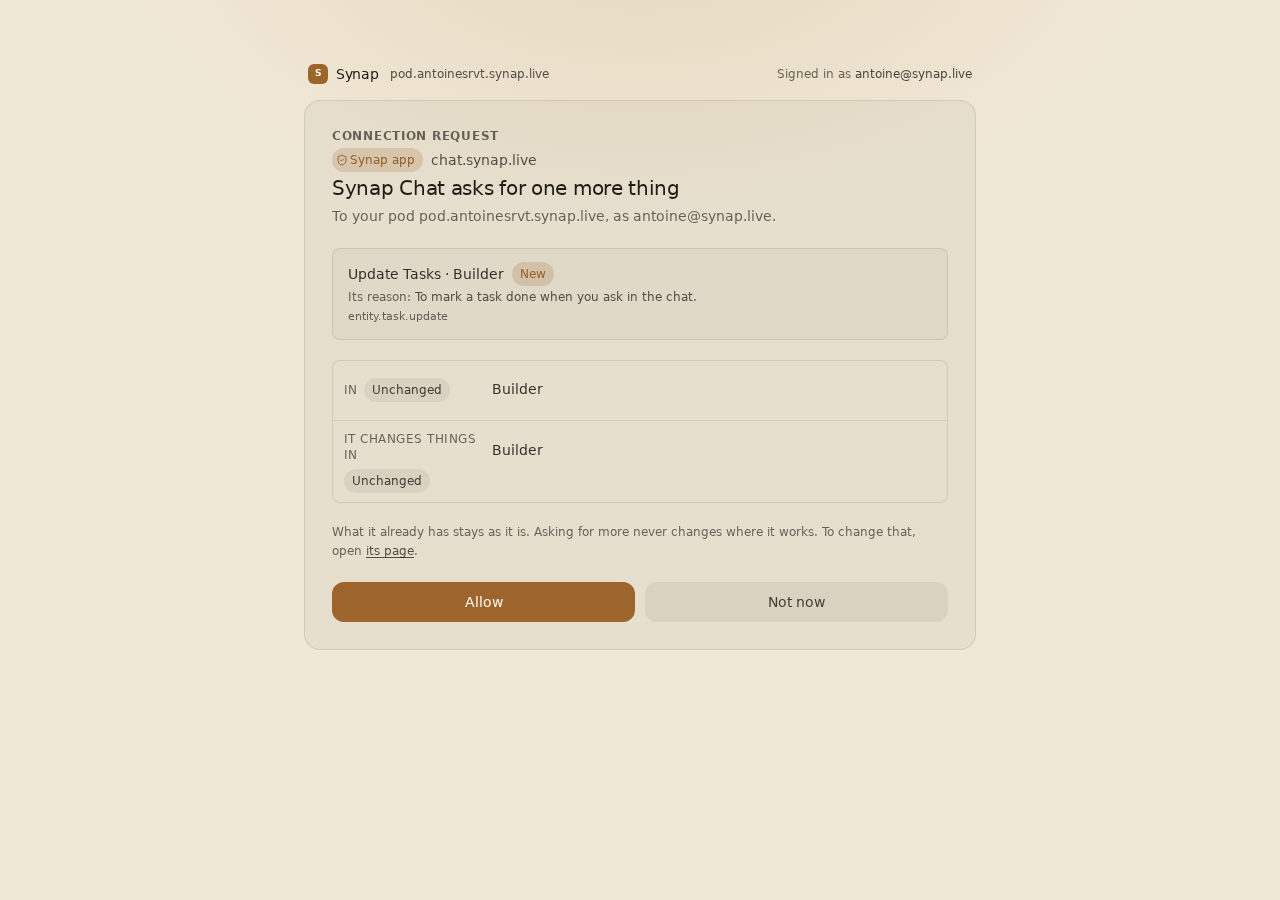 S Synap pod.antoinesrvt.synap.live Signed in as antoine@synap.live
CONNECTION REQUEST
Synap app chat.synap.live
Synap Chat asks for one more thing
To your pod pod.antoinesrvt.synap.live, as antoine@synap.live.
Update Tasks · Builder New
Its reason: To mark a task done when you ask in the chat.
entity.task.update
IN Unchanged Builder
IT CHANGES THINGS
IN
Builder
Unchanged
What it already has stays as it is. Asking for more never changes where it works. To change that,
open its page.
Allow Not now